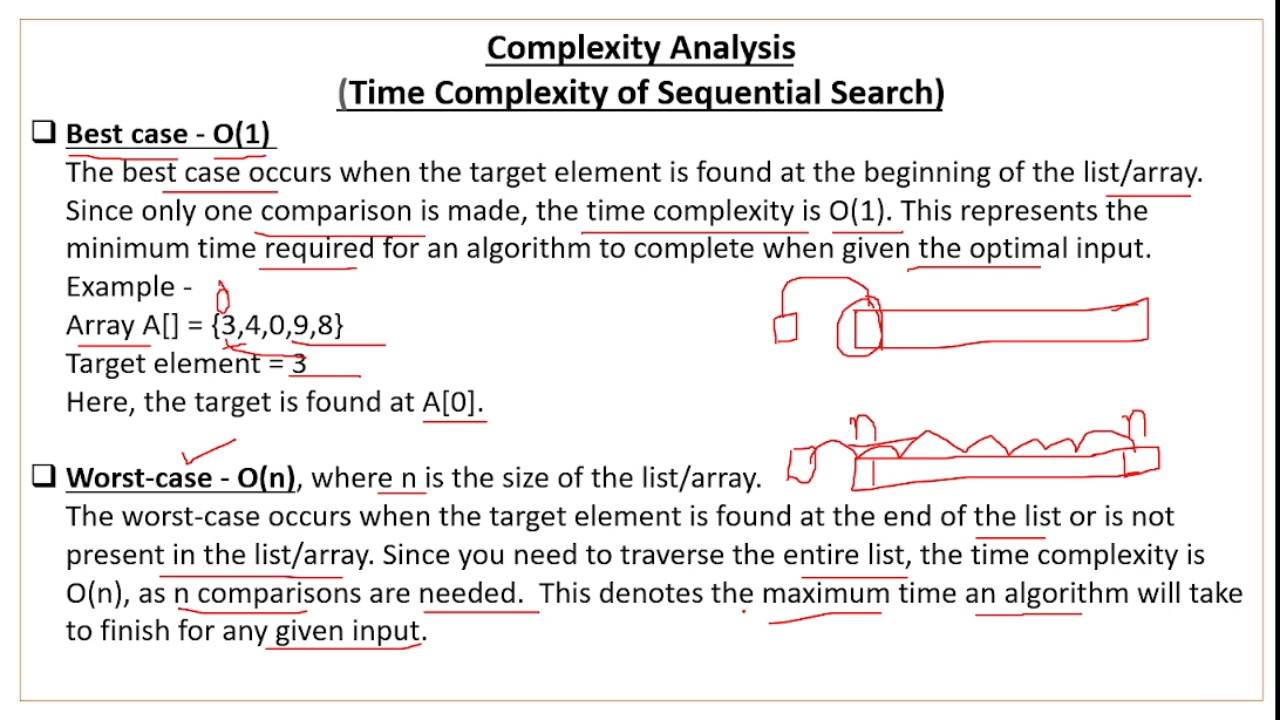 Complexity Analysis
(Time Complexity of Sequential Search)
❑ Best case - O(1)
The best case occurs when the target element is found at the beginning of the list/array.
Since only one comparison is made, the time complexity is O(1). This represents the
minimum time required for an algorithm to complete when given the optimal input.
Example -
0
Array A[] = {3,4,0,9,8}
Target element = 3
Here, the target is found at A[0].
n n
❑ Worst-case - O(n), where n is the size of the list/array.
The worst-case occurs when the target element is found at the end of the list or is not
present in the list/array. Since you need to traverse the entire list, the time complexity is
O(n), as n comparisons are needed. This denotes the maximum time an algorithm will take
to finish for any given input.